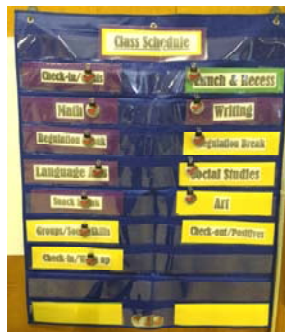 Class Schedule
Check-in/
Math
Regulation
Language
Snack
Groups/Social Skills
Check-in/ up
Lunch & Recess
Writing
Regulation Break
Social Studies
Art
Check-out/Positives